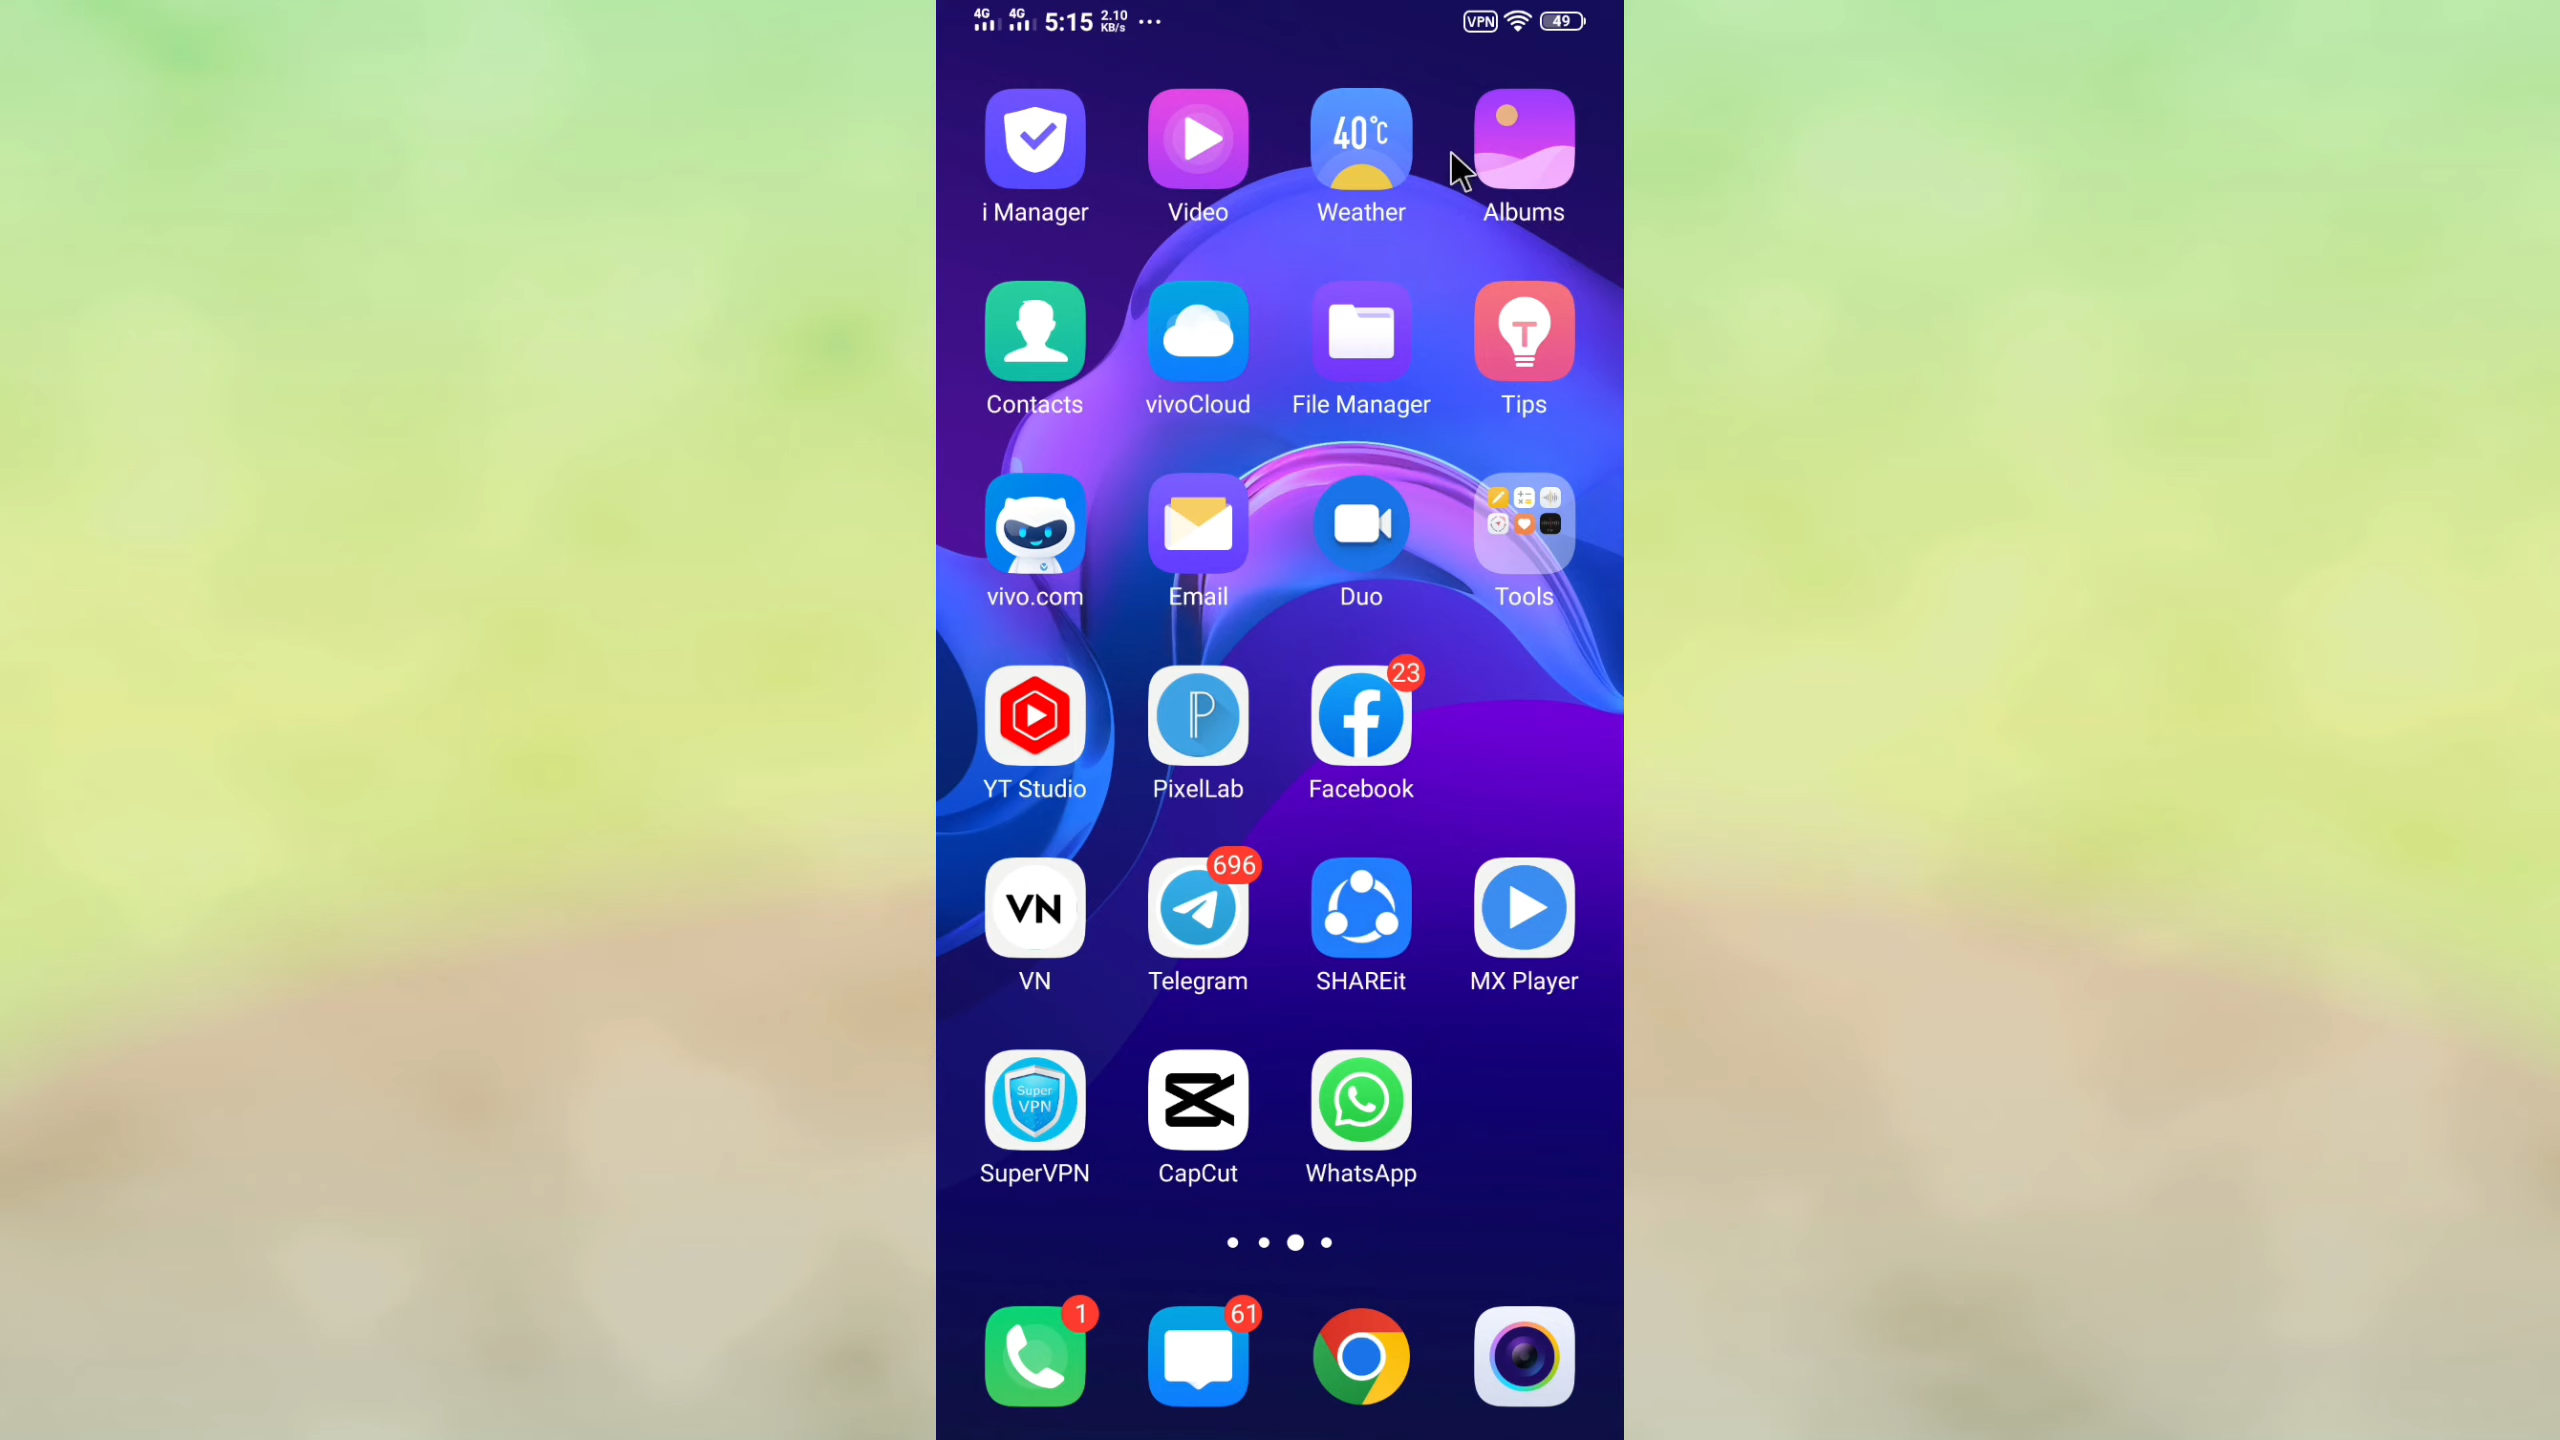 4G 4G 5:15 2.10 KB/s ... VPN 49
40°C
i Manager Video Weather Albums
T
Contacts vivoCloud File Manager Tips
vivo.com Email Duo Tools
23
P
YT Studio PixelLab Facebook
696
VN
VN Telegram SHAREit MX Player
Super
VPN
SuperVPN CapCut WhatsApp
1 61